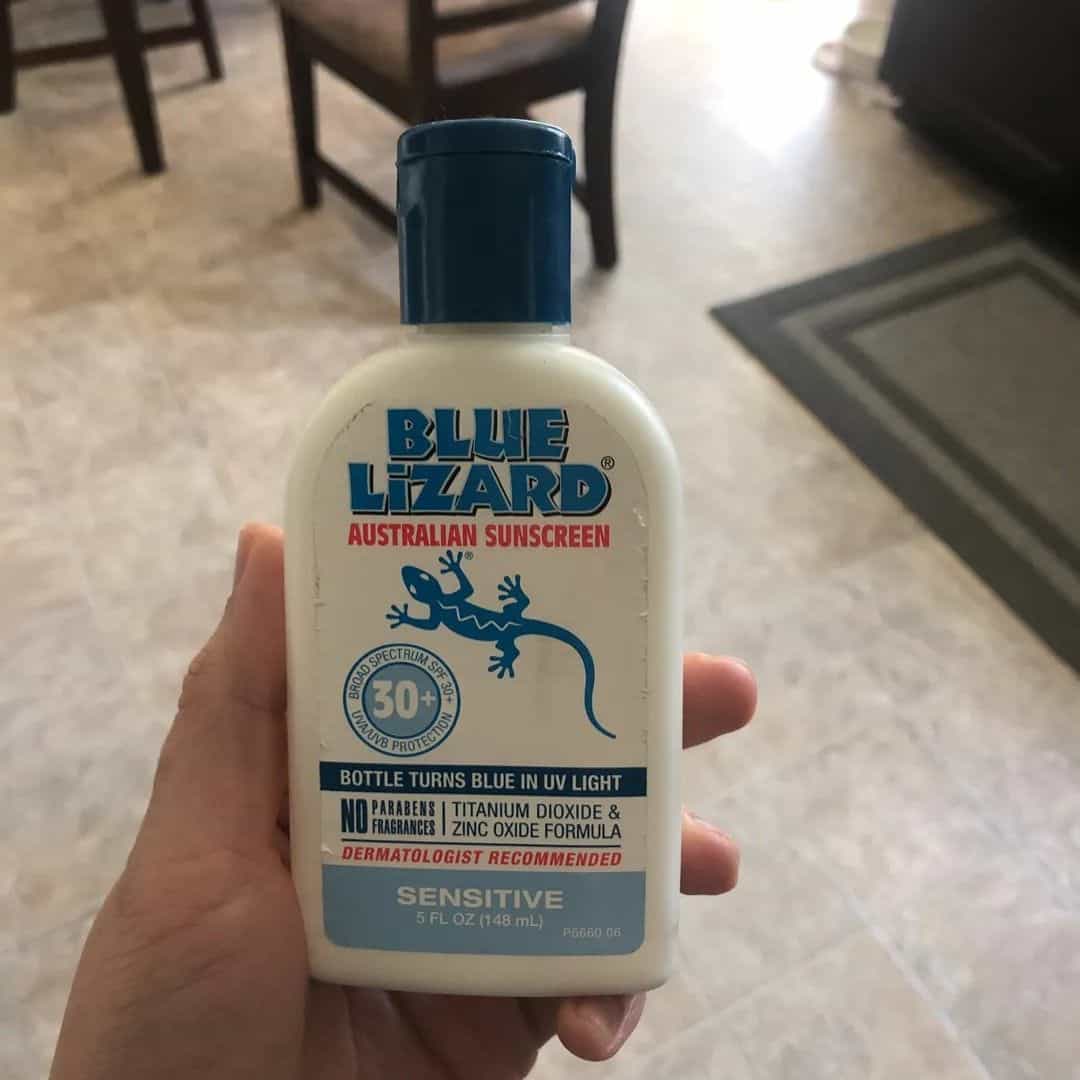 BLUE
LiZARD®
AUSTRALIAN SUNSCREEN
®
BROAD SPECTRUM SPF 30+
30+
UVA/UVB PROTECTION
BOTTLE TURNS BLUE IN UV LIGHT
NO PARABENS FRAGRANCES
TITANIUM DIOXIDE &
ZINC OXIDE FORMULA
DERMATOLOGIST RECOMMENDED
SENSITIVE
5 FL OZ (148 mL)
P5660.06